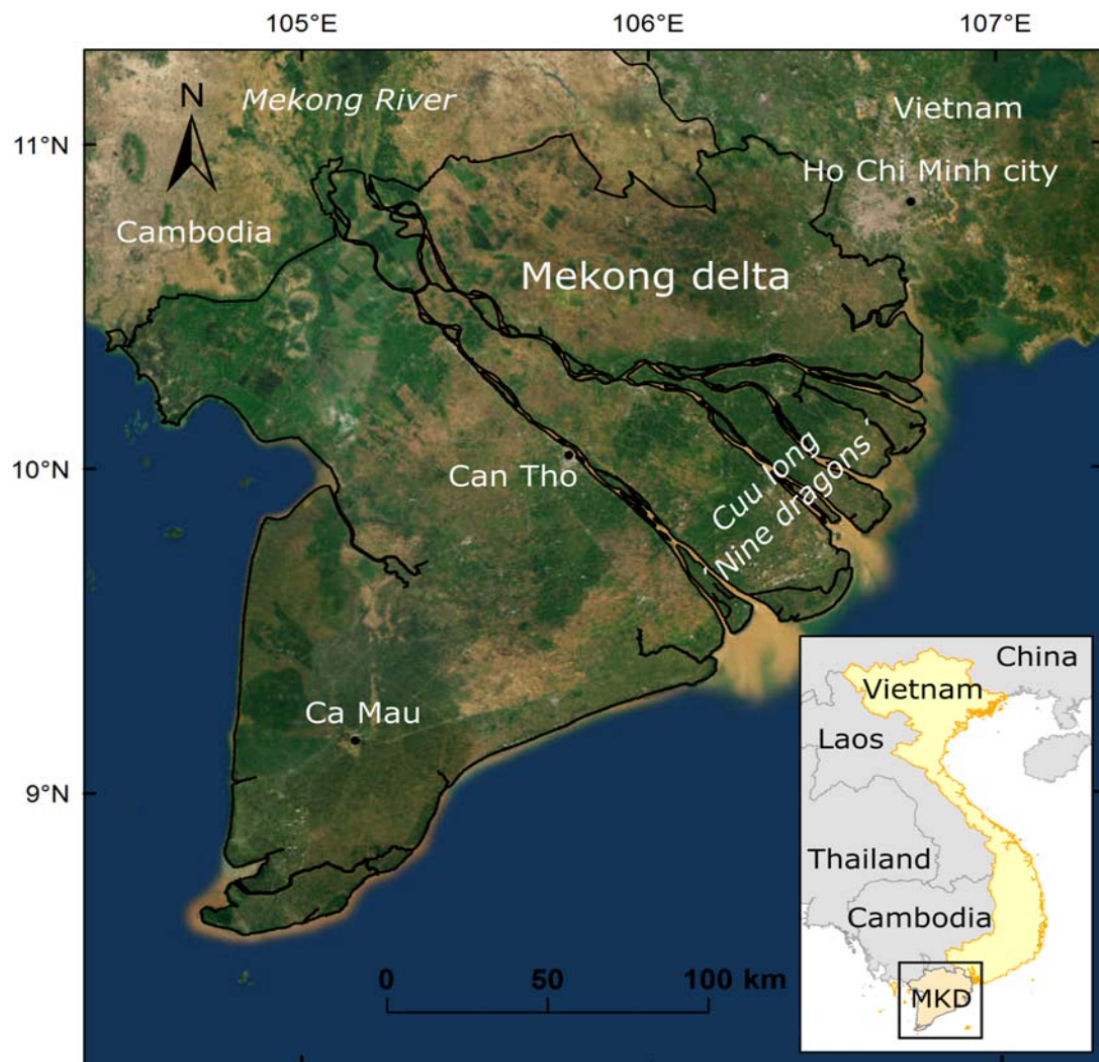 105°E
106°E
107°E
N
Mekong River
Vietnam
11°N
Ho Chi Minh city
Cambodia
Mekong delta
10°N
Can Tho
Cuu long
‘Nine dragons’
Ca Mau
9°N
0
50
100 km
China
Vietnam
Laos
Thailand
Cambodia
MKD